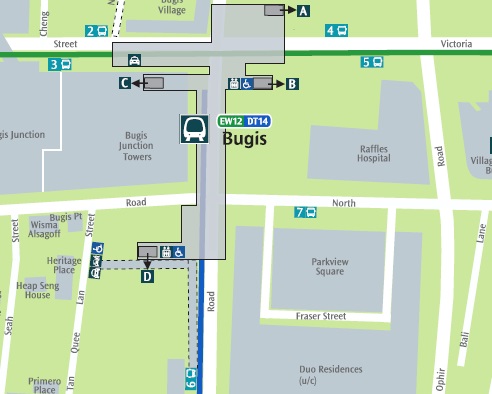 Cheng
2
Bugis
Village
A
4
Street
Victoria
3
5
C
B
gis Junction
Bugis
Junction
Towers
EW12 DT14
Bugis
Raffles
Hospital
Road
Villag
Road
North
7
Lane
Bugis Pt
Street
Street
Wisma
Alsagoff
Heritage
Place
D
Parkview
Square
Heap Seng
House
Lan
Road
Fraser Street
Seah
Quee
Bali
Duo Residences
(u/c)
Primero
Place
Tan
6
Ophir